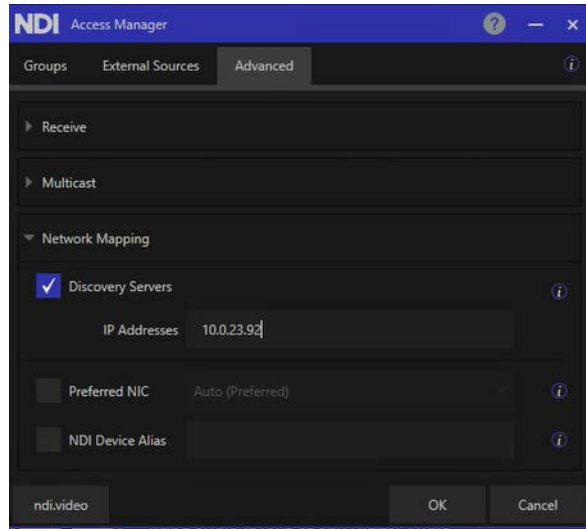 NDI Access Manager ?
Groups External Sources Advanced i
Receive
Multicast
Network Mapping
Discovery Servers i
IP Addresses 10.0.23.92
Preferred NIC Auto (Preferred) i
NDI Device Alias i
ndi.video OK Cancel